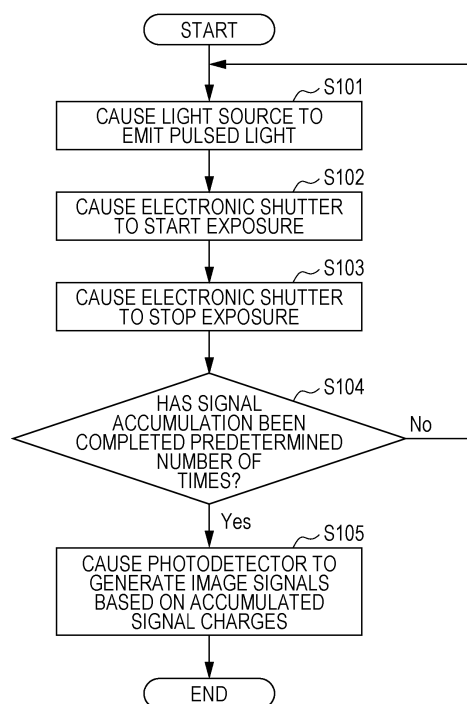 START
S101
CAUSE LIGHT SOURCE TO
EMIT PULSED LIGHT
S102
CAUSE ELECTRONIC SHUTTER
TO START EXPOSURE
S103
CAUSE ELECTRONIC SHUTTER
TO STOP EXPOSURE
S104
HAS SIGNAL
ACCUMULATION BEEN
COMPLETED PREDETERMINED
NUMBER OF
TIMES?
No
Yes
S105
CAUSE PHOTODETECTOR TO
GENERATE IMAGE SIGNALS
BASED ON ACCUMULATED
SIGNAL CHARGES
END